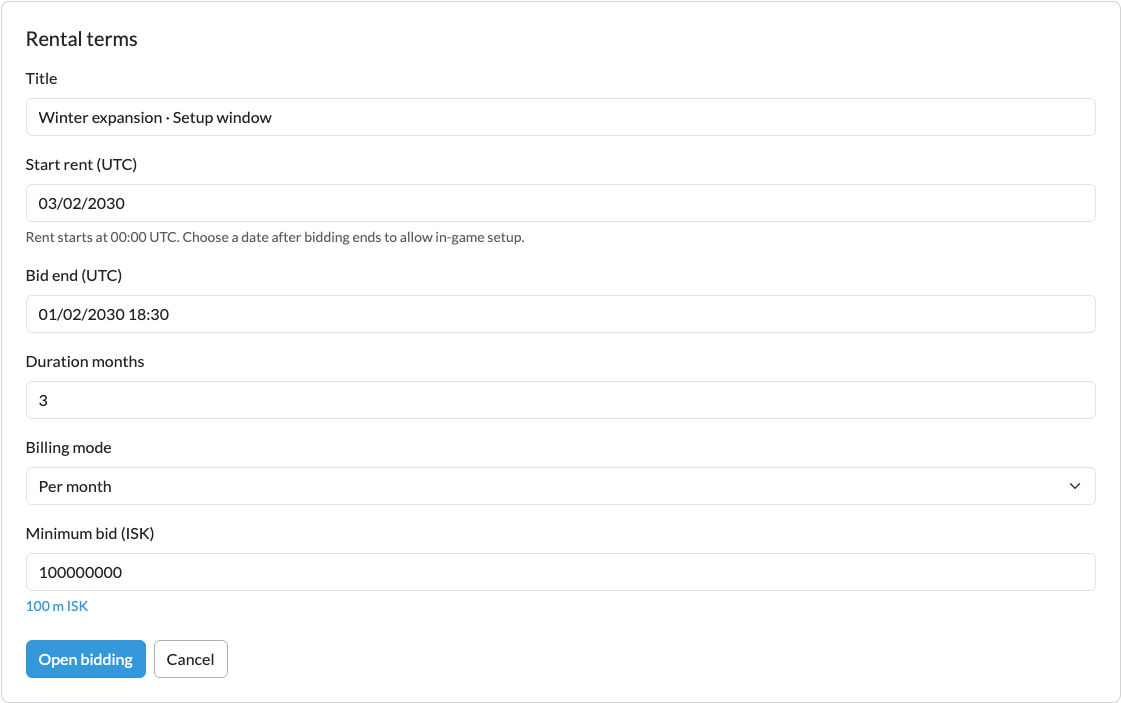 Rental terms
Title
Winter expansion · Setup window
Start rent (UTC)
03/02/2030
Rent starts at 00:00 UTC. Choose a date after bidding ends to allow in-game setup.
Bid end (UTC)
01/02/2030 18:30
Duration months
3
Billing mode
Per month
Minimum bid (ISK)
100000000
100 m ISK
Open bidding
Cancel